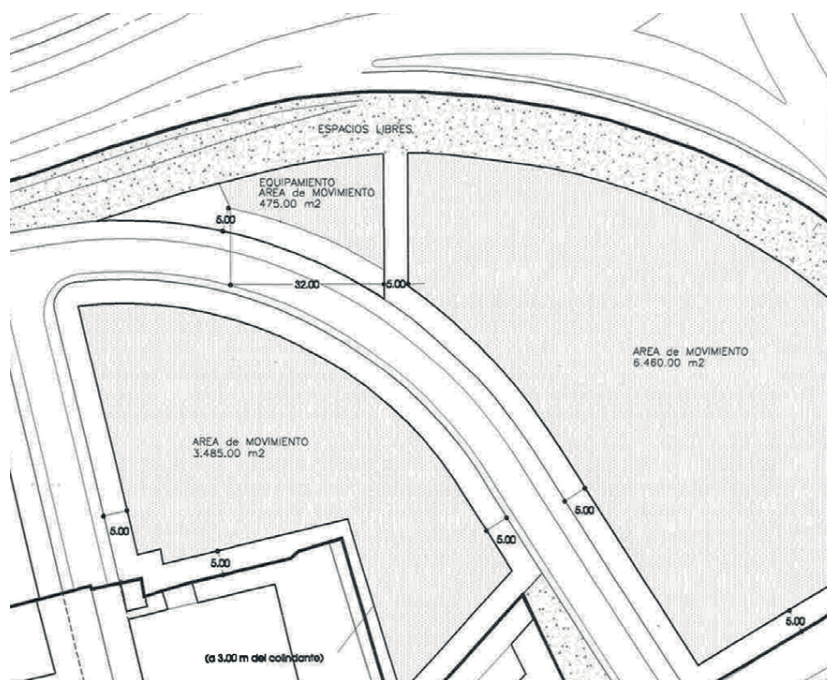 ESPACIOS LIBRES
EQUIPAMIENTO
AREA de MOVIMIENTO
475.00 m2
5.00
32.00
5.00
AREA de MOVIMIENTO
6.460.00 m2
AREA de MOVIMIENTO
3.485.00 m2
5.00
5.00
5.00
5.00
5.00
(a 3.00 m del colindante)